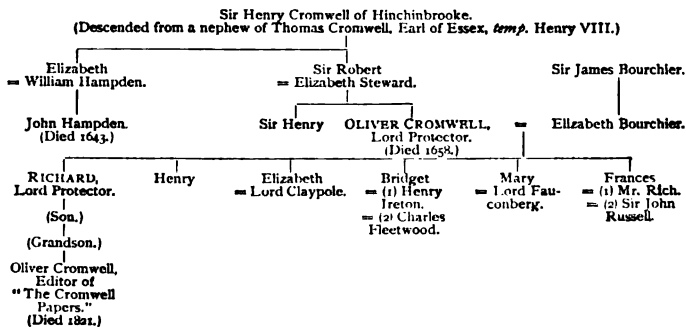 Sir Henry Cromwell of Hinchinbrooke.
(Descended from a nephew of Thomas Cromwell, Earl of Essex, temp. Henry VIII.)
Elizabeth
= William Hampden.
Sir Robert
= Elizabeth Steward.
Sir James Bourchier.
John Hampden.
(Died 1643.)
Sir Henry
OLIVER CROMWELL,
Lord Protector.
(Died 1658.)
=
Elizabeth Bourchier.
RICHARD,
Lord Protector.
(Son.)
(Grandson.)
Oliver Cromwell,
Editor of
"The Cromwell
Papers."
(Died 1821.)
Henry
Elizabeth
= Lord Claypole.
Bridget
= (1) Henry
Ireton.
= (2) Charles
Fleetwood.
Mary
= Lord Fau-
conberg.
Frances
= (1) Mr. Rich.
= (2) Sir John
Russell.